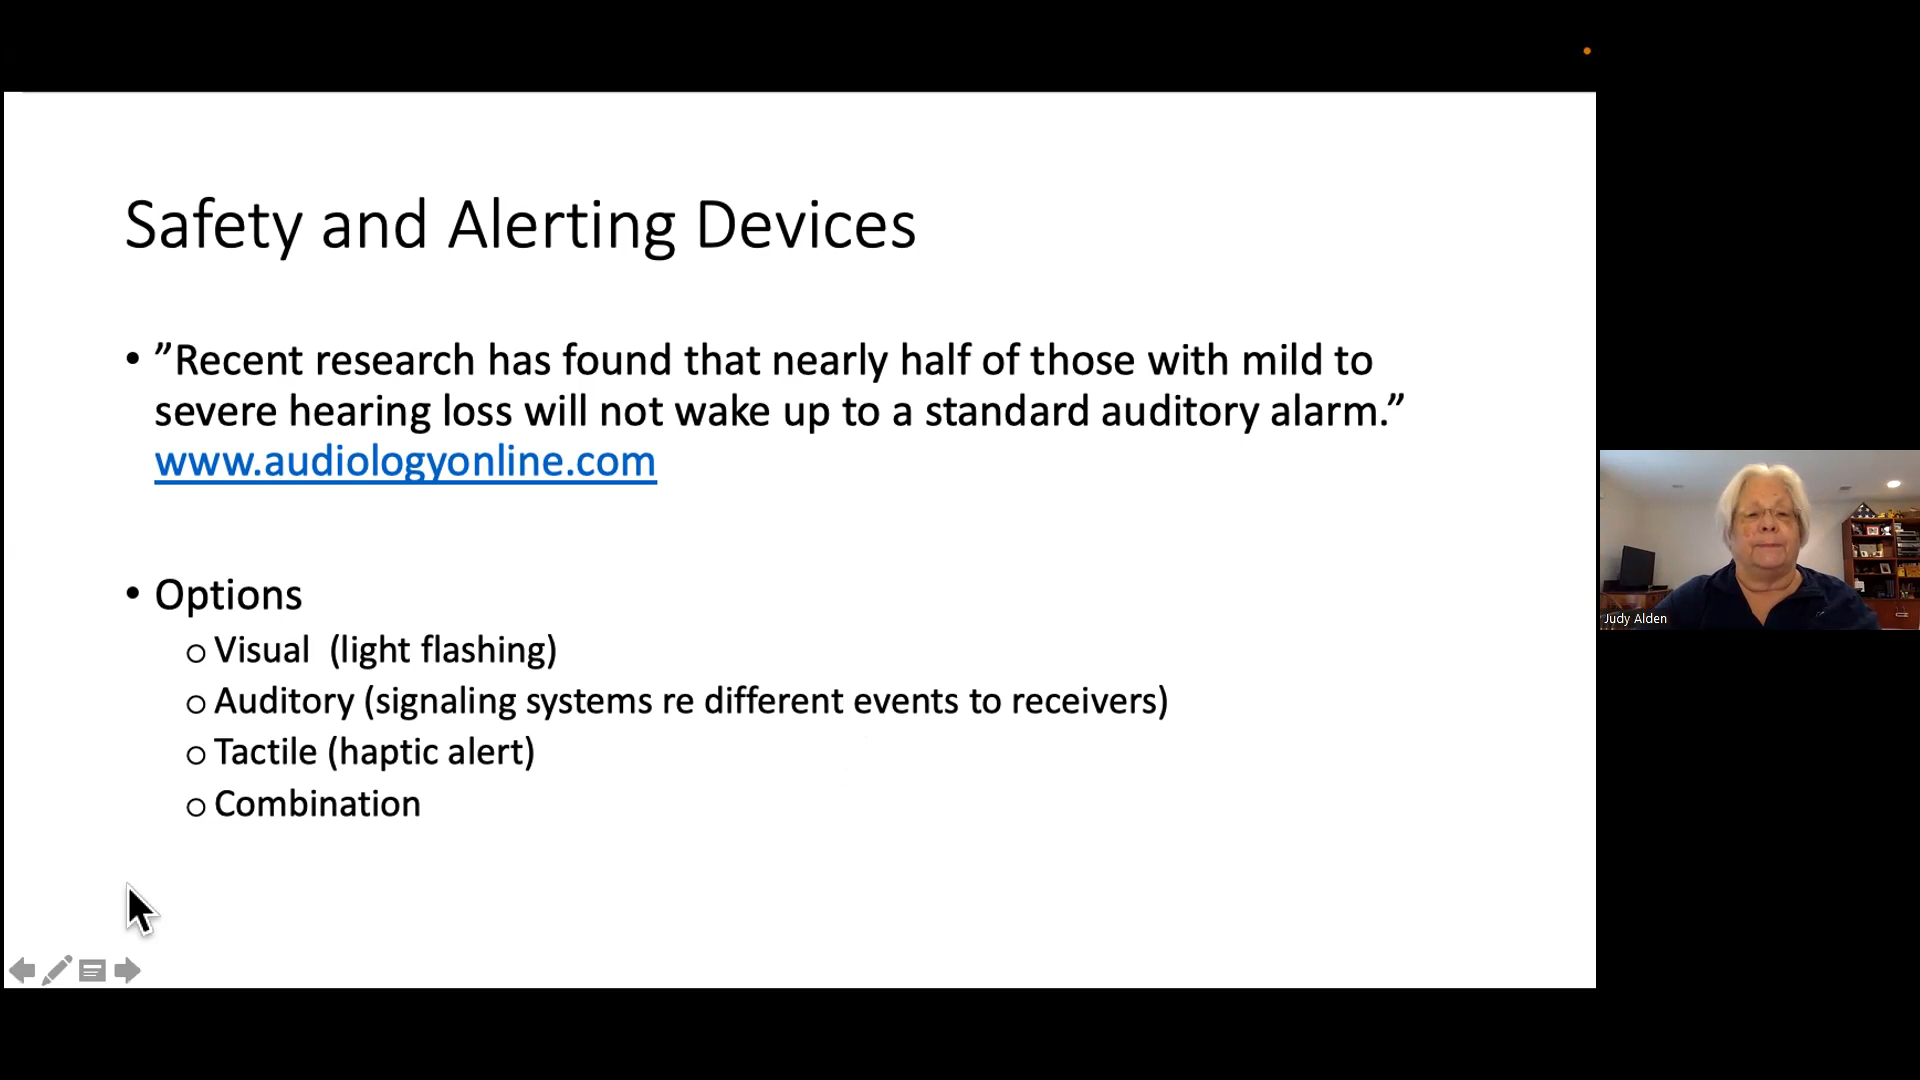 Safety and Alerting Devices
• ”Recent research has found that nearly half of those with mild to
severe hearing loss will not wake up to a standard auditory alarm.”
www.audiologyonline.com
• Options
o Visual  (light flashing)
o Auditory (signaling systems re different events to receivers)
o Tactile (haptic alert)
o Combination
Judy Alden